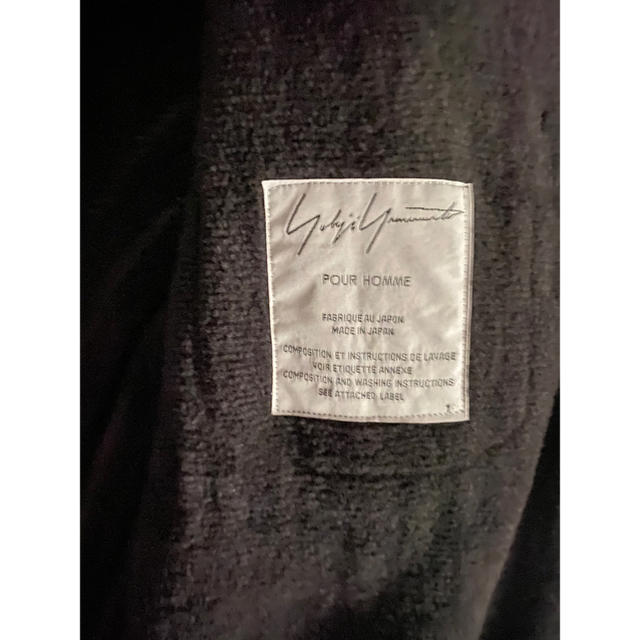 Yohji Yamamoto
POUR HOMME
FABRIQUE AU JAPON
MADE IN JAPAN
COMPOSITION ET INSTRUCTIONS DE LAVAGE
VOIR ETIQUETTE ANNEXE
COMPOSITION AND WASHING INSTRUCTIONS
SEE ATTACHED LABEL